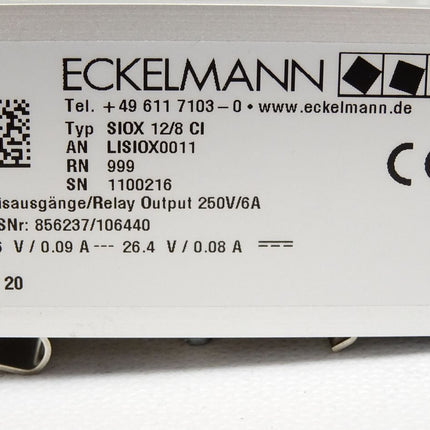 ECKELMANN
Tel. +49 611 7103-0 • www.eckelmann.de
Typ SIOX 12/8 CI
AN LISIOX0011
RN 999
SN 1100216
isausgänge/Relay Output 250V/6A
SNr: 856237/106440
6 V / 0.09 A --- 26.4 V / 0.08 A
20
CE